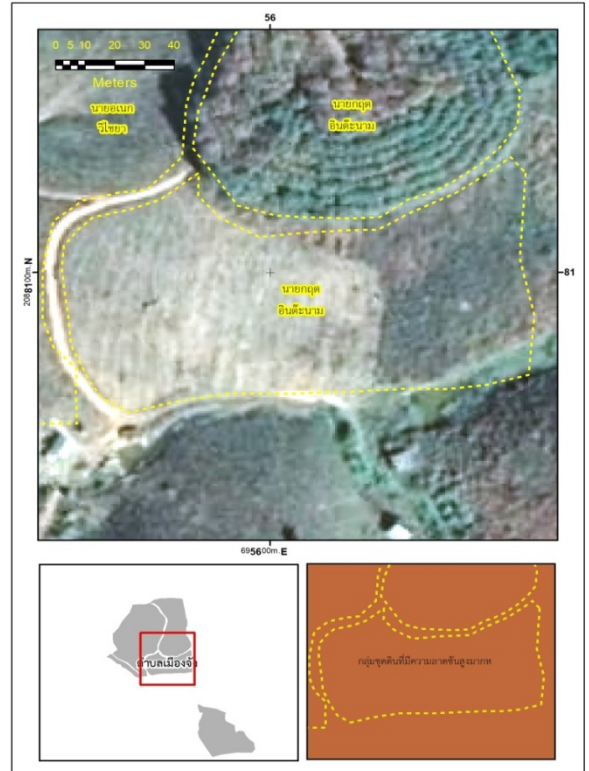 56
0 5 10 20 30 40
Meters
นายอเนก
วิไชยา
นายกฤต
อินต๊ะนาม
2088100m.N
81
นายกฤต
อินต๊ะนาม
695600m.E
ตำบลเมืองจัง
กลุ่มชุดดินที่มีความลาดชันสูงมากท